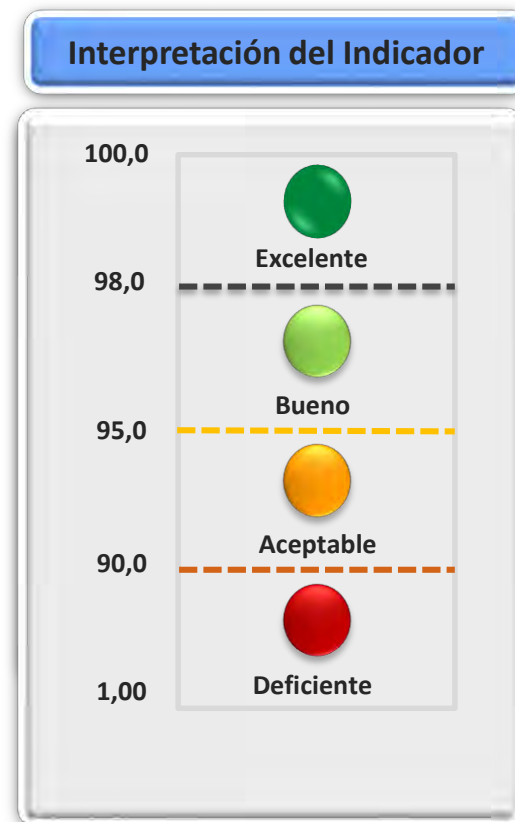 Interpretación del Indicador
100,0
Excelente
98,0
Bueno
95,0
Aceptable
90,0
Deficiente
1,00